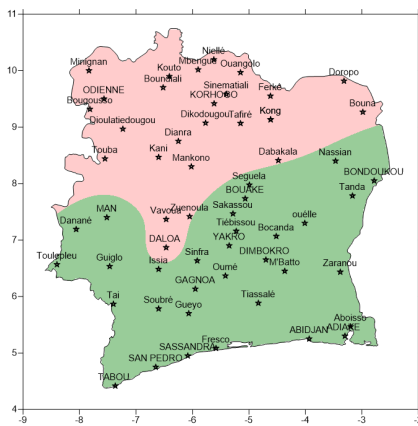 11
Niellé
Mbengué
Ouangolo
Minignan
Kouto
10
Doropo
Boundiali
Sinematiali
Ferké
ODIENNE
KORHOGO
Bougousso
Bouna
Dikodougou
Tafiré
Kong
Dioulatiedougou
9
Dianra
Kani
Touba
Mankono
Dabakala
Nassian
Seguela
BONDOUKOU
8
BOUAKE
Tanda
Sakassou
MAN
Vavoua
Zuenoula
ouélle
Danané
Tiébissou
Bocanda
7
DALOA
YAKRO
Toulepleu
Guiglo
Issia
Sinfra
DIMBOKRO
M'Batto
Zaranou
Oumé
6
GAGNOA
Tai
Soubré
Gueyo
Tiassalé
Aboisso
ABIDJAN
ADIAKE
5
Fresco
SASSANDRA
SAN PEDRO
TABOU
4
-9
-8
-7
-6
-5
-4
-3
-2